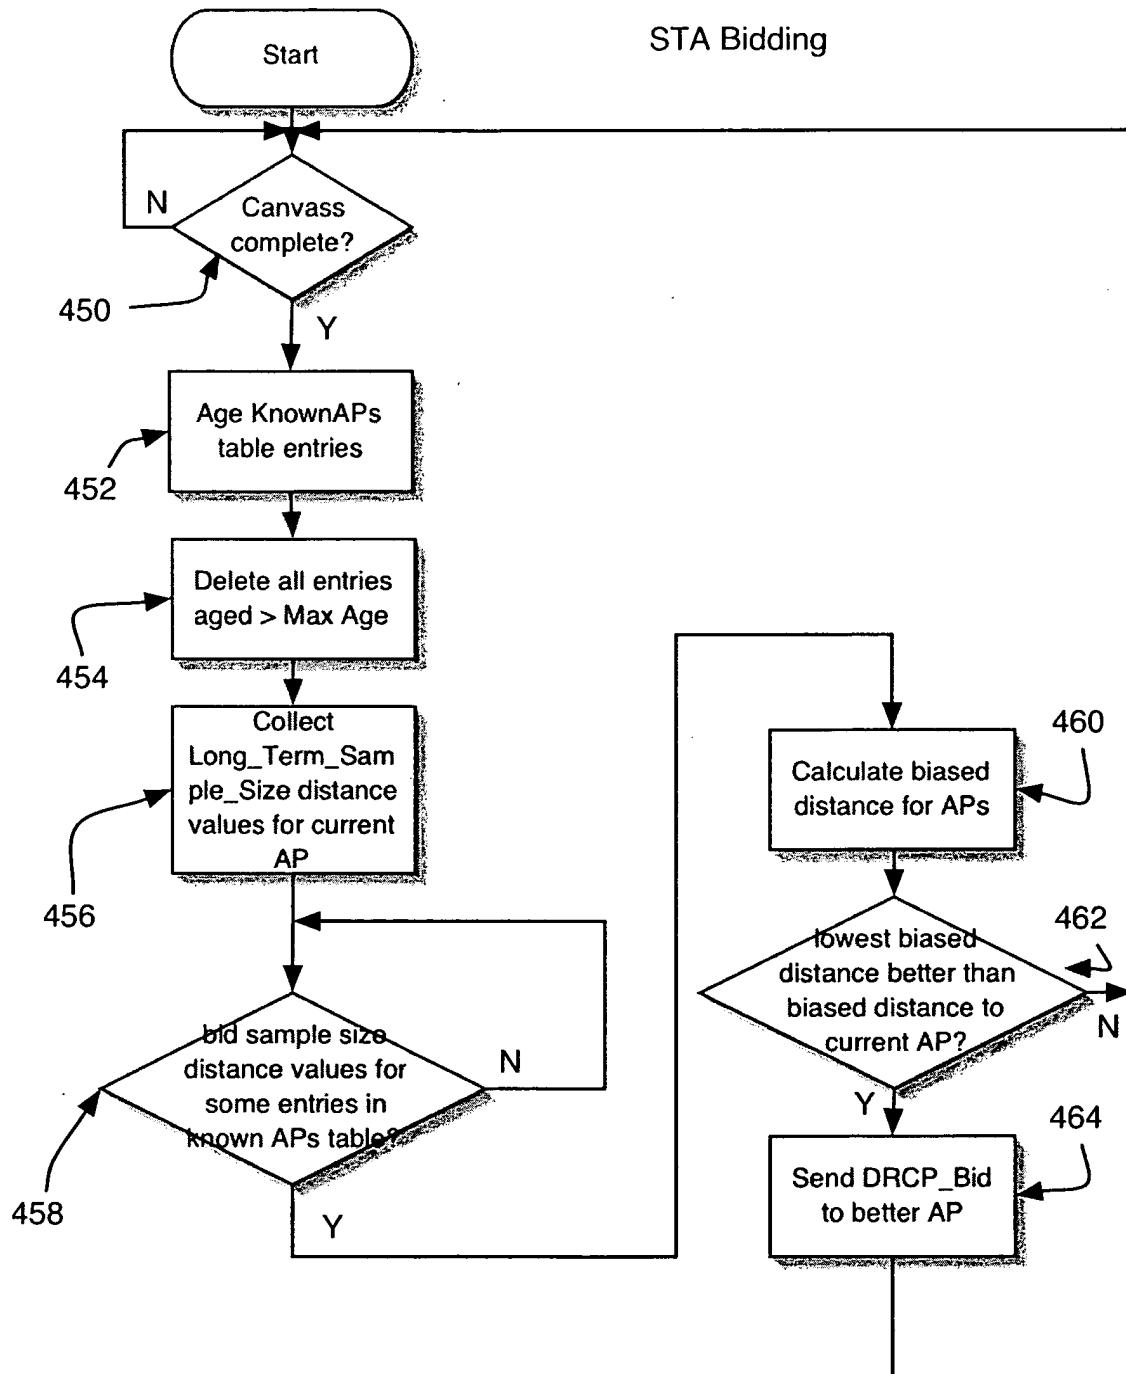 Start
STA Bidding
N
Canvass
complete?
450
Y
Age KnownAPs
table entries
452
Delete all entries
aged > Max Age
454
Collect
Long_Term_Sam
ple_Size distance
values for current
AP
456
bid sample size
distance values for
some entries in
known APs table?
N
458
Y
460
Calculate biased
distance for APs
462
lowest biased
distance better than
biased distance to
current AP?
N
Y
464
Send DRCP_Bid
to better AP